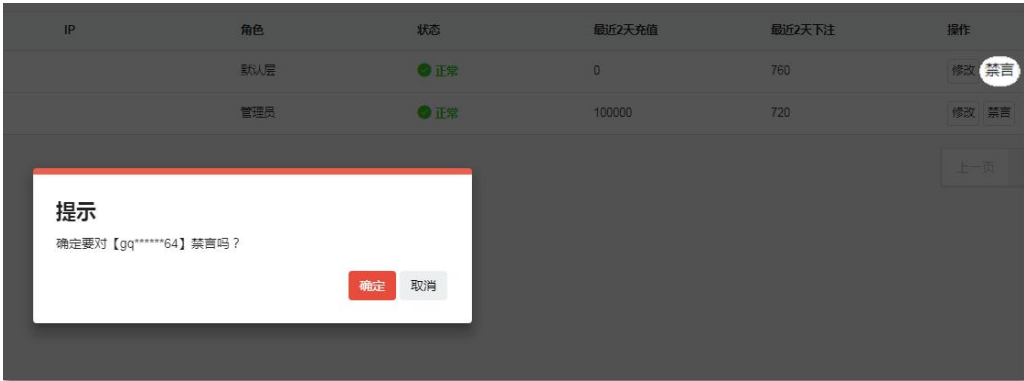 IP 角色 状态 最近2天充值 最近2天下注 操作
默认层 正常 0 760 修改 禁言
管理员 正常 100000 720 修改 禁言
上一页
提示
确定要对【gq******64】禁言吗？
确定 取消